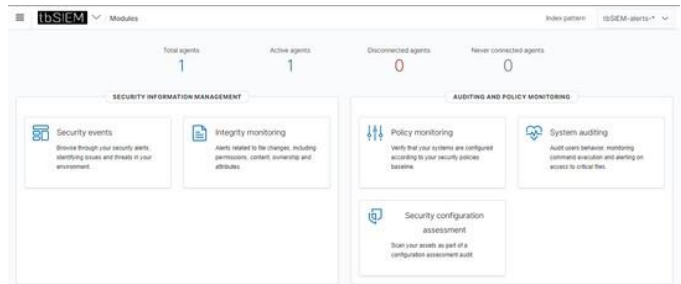 tbSIEM Modules Index pattern tbSIEM-alerts-*
Total agents Active agents Disconnected agents Never connected agents
1 1 0 0
SECURITY INFORMATION MANAGEMENT
Security events
Browse through your security alerts,
identifying issues and threats in your
environment.
Integrity monitoring
Alerts related to file changes, including
permissions, content, ownership and
attributes.
AUDITING AND POLICY MONITORING
Policy monitoring
Verify that your systems are configured
according to your security policies
baseline.
System auditing
Audit users behavior, monitoring
command execution and alerting on
access to critical files.
Security configuration
assessment
Scan your assets as part of a
configuration assessment audit.